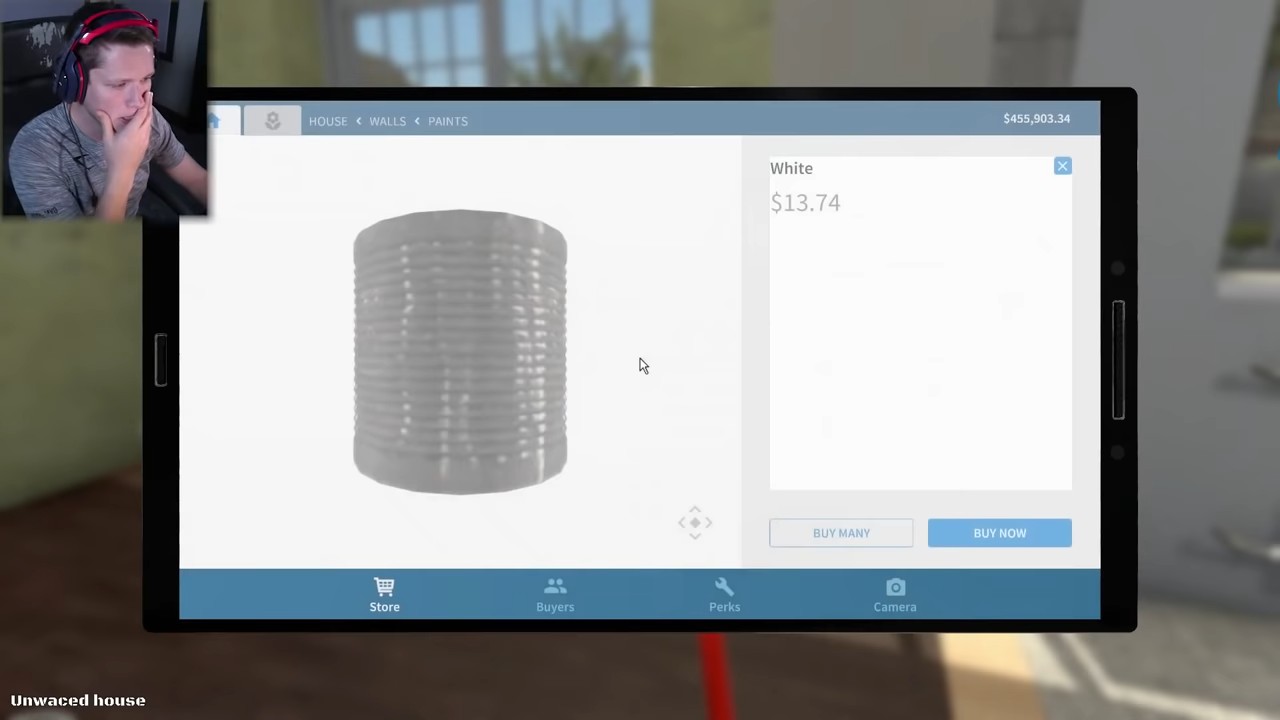 HOUSE < WALLS < PAINTS
$455,903.34
White
$13.74
BUY MANY
BUY NOW
Store
Buyers
Perks
Camera
Unwaced house